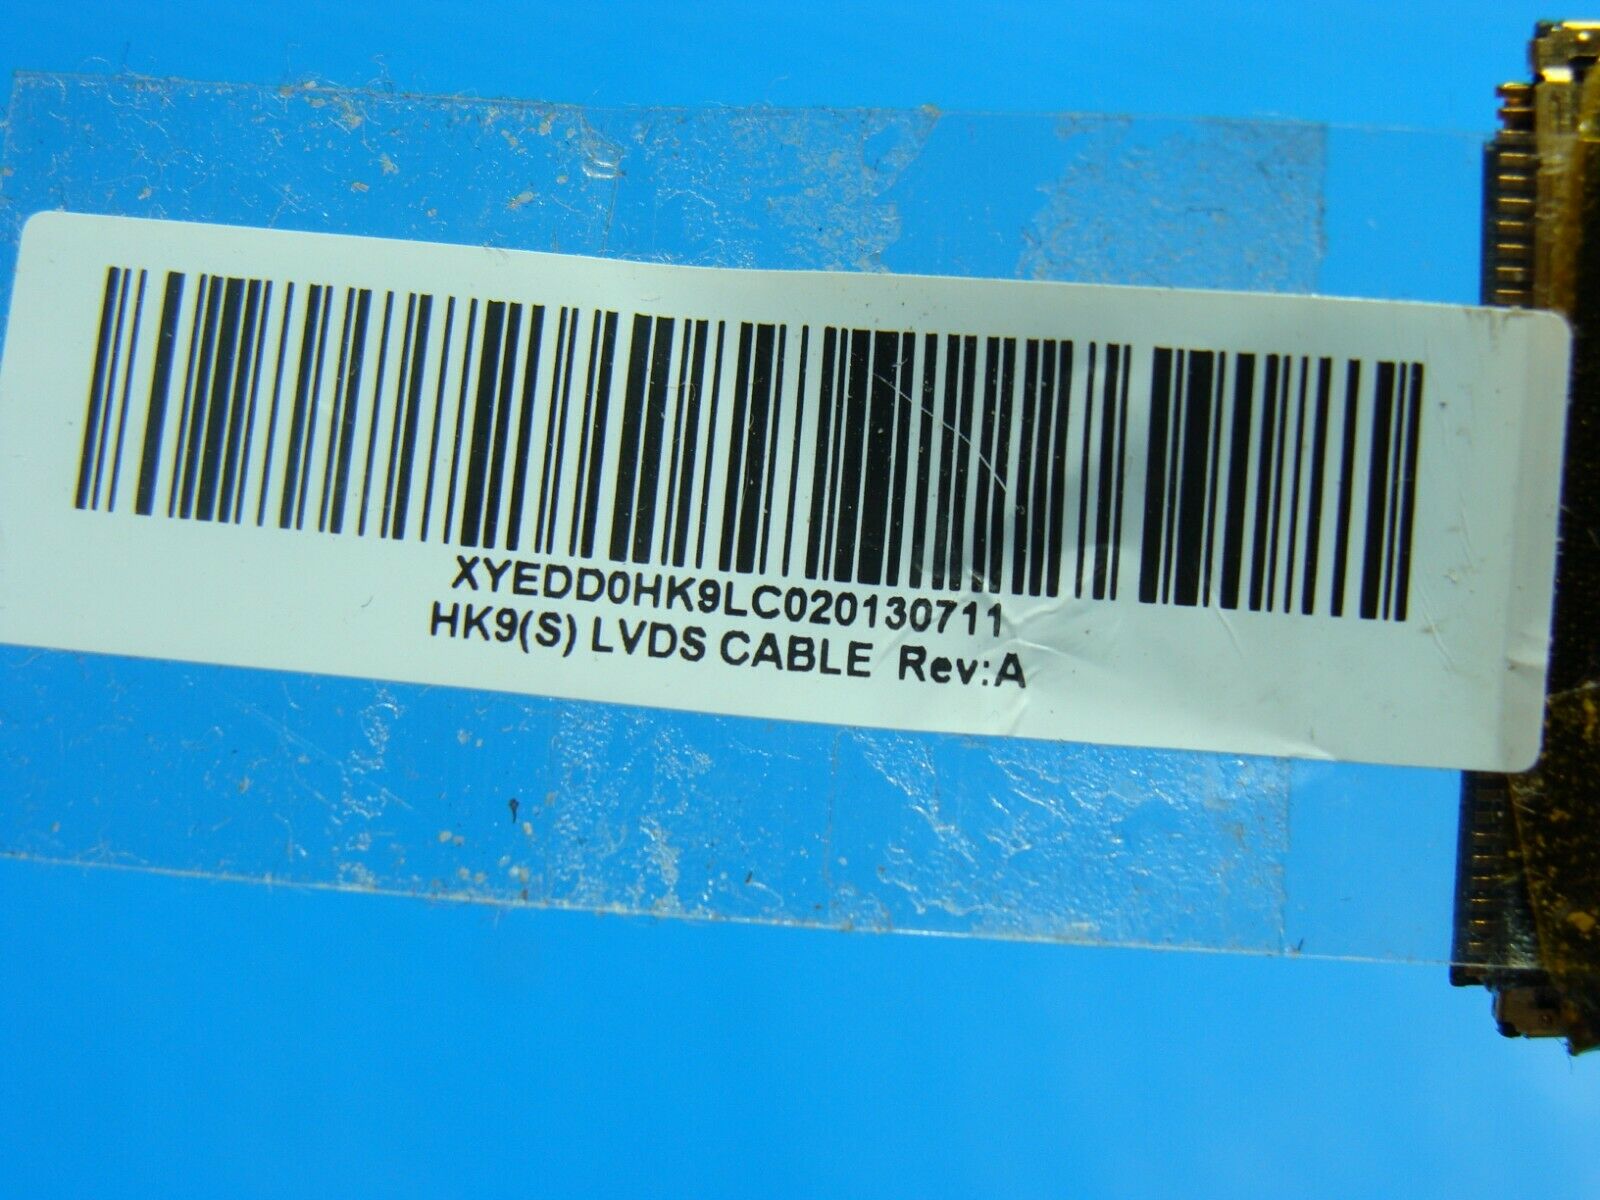 XYEDD0HK9LC020130711
HK9(S) LVDS CABLE Rev:A